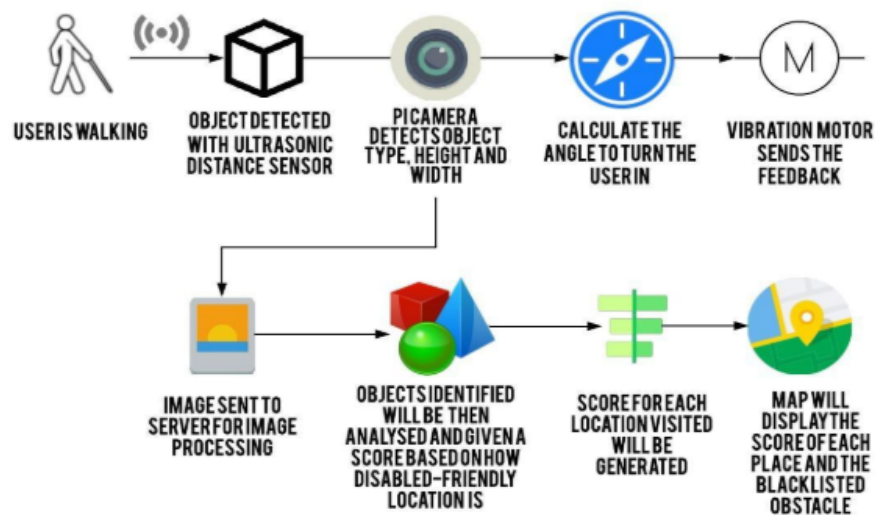 USER IS WALKING
OBJECT DETECTED
WITH ULTRASONIC
DISTANCE SENSOR
PICAMERA
DETECTS OBJECT
TYPE, HEIGHT AND
WIDTH
CALCULATE THE
ANGLE TO TURN THE
USER IN
M
VIBRATION MOTOR
SENDS THE
FEEDBACK
IMAGE SENT TO
SERVER FOR IMAGE
PROCESSING
OBJECTS IDENTIFIED
WILL BE THEN
ANALYSED AND GIVEN A
SCORE BASED ON HOW
DISABLED-FRIENDLY
LOCATION IS
SCORE FOR EACH
LOCATION VISITED
WILL BE
GENERATED
MAP WILL
DISPLAY THE
SCORE OF EACH
PLACE AND THE
BLACKLISTED
OBSTACLE